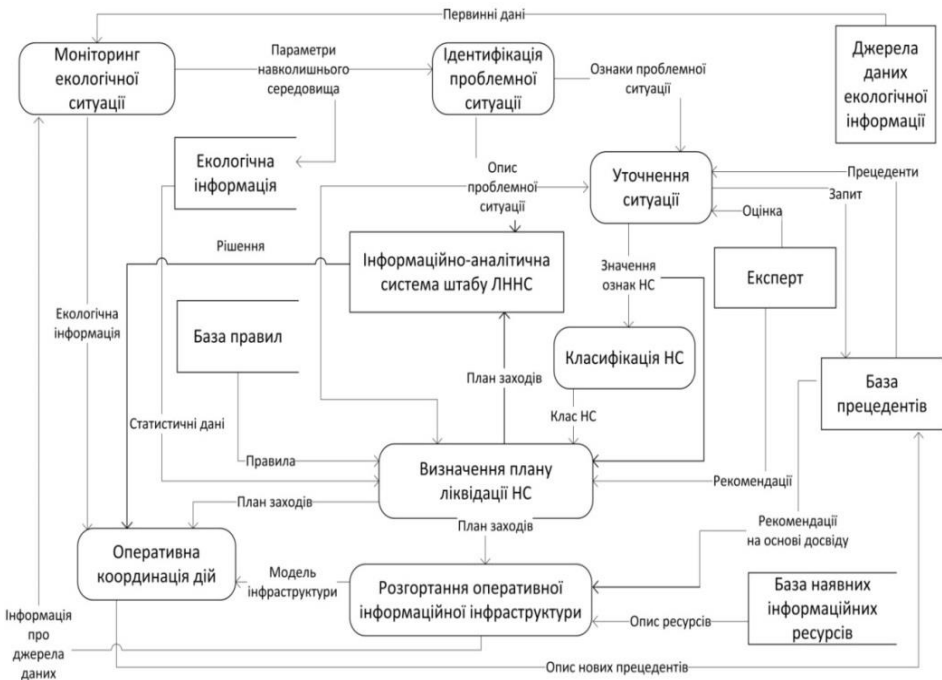 Первинні дані
Моніторинг
екологічної
ситуації
Параметри
навколишнього
середовища
Ідентифікація
проблемної
ситуації
Ознаки проблемної
ситуації
Джерела
даних
екологічної
інформації
Екологічна
інформація
Опис
проблемної
ситуації
Уточнення
ситуації
Прецеденти
Запит
Оцінка
Рішення
Інформаційно-аналітична
система штабу ЛННС
Значення
ознак НС
Експерт
Екологічна
інформація
База правил
План заходів
Класифікація НС
База
прецедентів
Статистичні дані
Клас НС
Правила
Визначення плану
ліквідації НС
Рекомендації
План заходів
План заходів
Рекомендації
на основі досвіду
Оперативна
координація дій
Модель
інфраструктури
Розгортання оперативної
інформаційної інфраструктури
База наявних
інформаційних
ресурсів
Опис ресурсів
Інформація
про
джерела
даних
Опис нових прецедентів